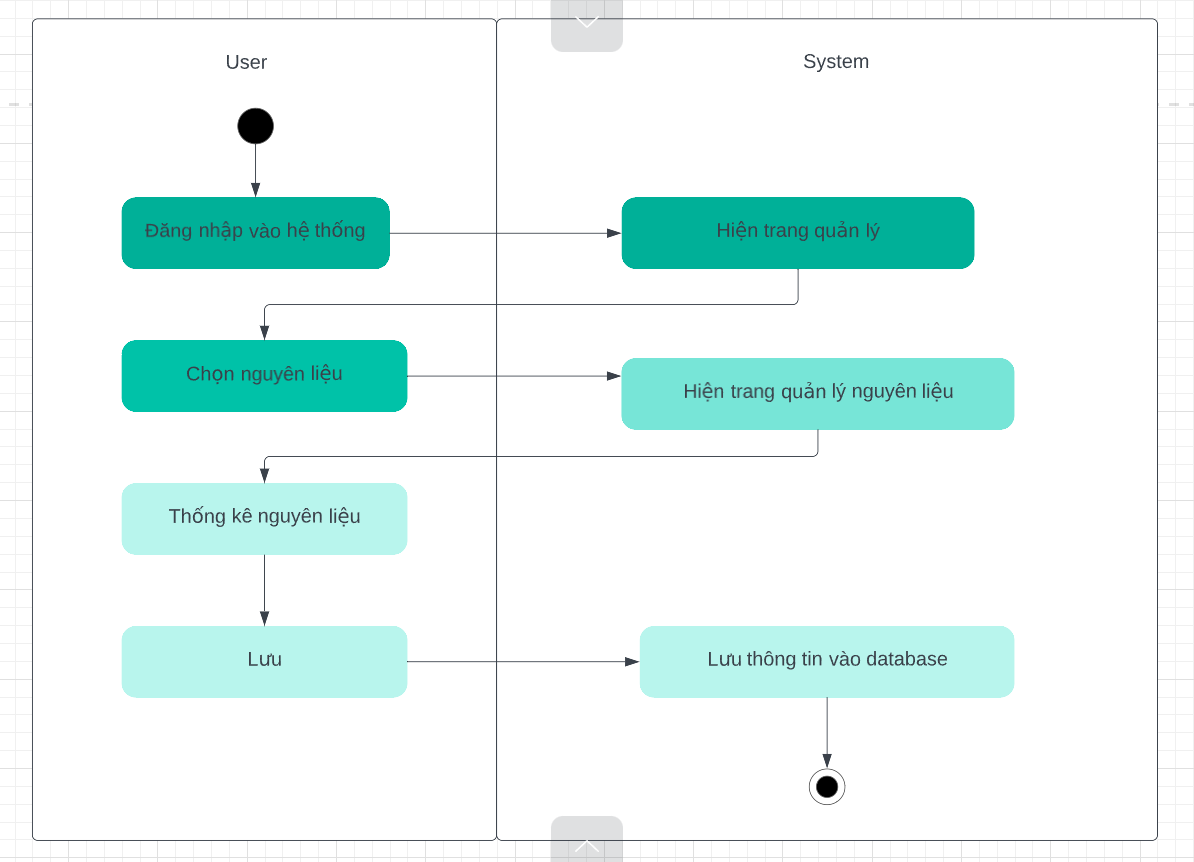 User
System
Đăng nhập vào hệ thống
Hiện trang quản lý
Chọn nguyên liệu
Hiện trang quản lý nguyên liệu
Thống kê nguyên liệu
Lưu
Lưu thông tin vào database